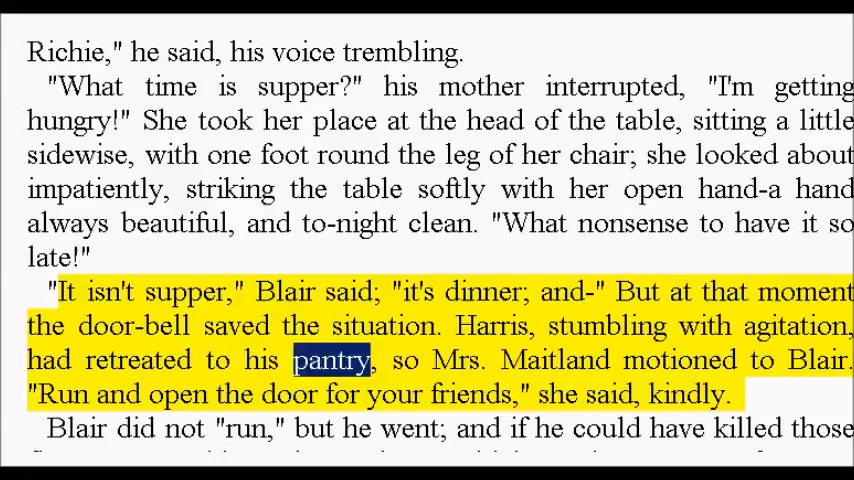 Richie," he said, his voice trembling.
"What time is supper?" his mother interrupted, "I'm getting
hungry!" She took her place at the head of the table, sitting a little
sidewise, with one foot round the leg of her chair; she looked about
impatiently, striking the table softly with her open hand-a hand
always beautiful, and to-night clean. "What nonsense to have it so
late!"
"It isn't supper," Blair said; "it's dinner; and-" But at that moment
the door-bell saved the situation. Harris, stumbling with agitation,
had retreated to his pantry, so Mrs. Maitland motioned to Blair.
"Run and open the door for your friends," she said, kindly.
Blair did not "run," but he went; and if he could have killed those